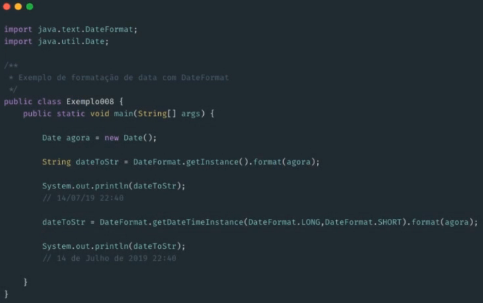 import java.text.DateFormat;
import java.util.Date;
/**
* Exemplo de formatação de data com DateFormat
*/
public class Exemplo008 {
public static void main(String[] args) {
Date agora = new Date();
String dateToStr = DateFormat.getInstance().format(agora);
System.out.println(dateToStr);
// 14/07/19 22:40
dateToStr = DateFormat.getDateTimeInstance(DateFormat.LONG,DateFormat.SHORT).format(agora);
System.out.println(dateToStr);
// 14 de Julho de 2019 22:40
}
}